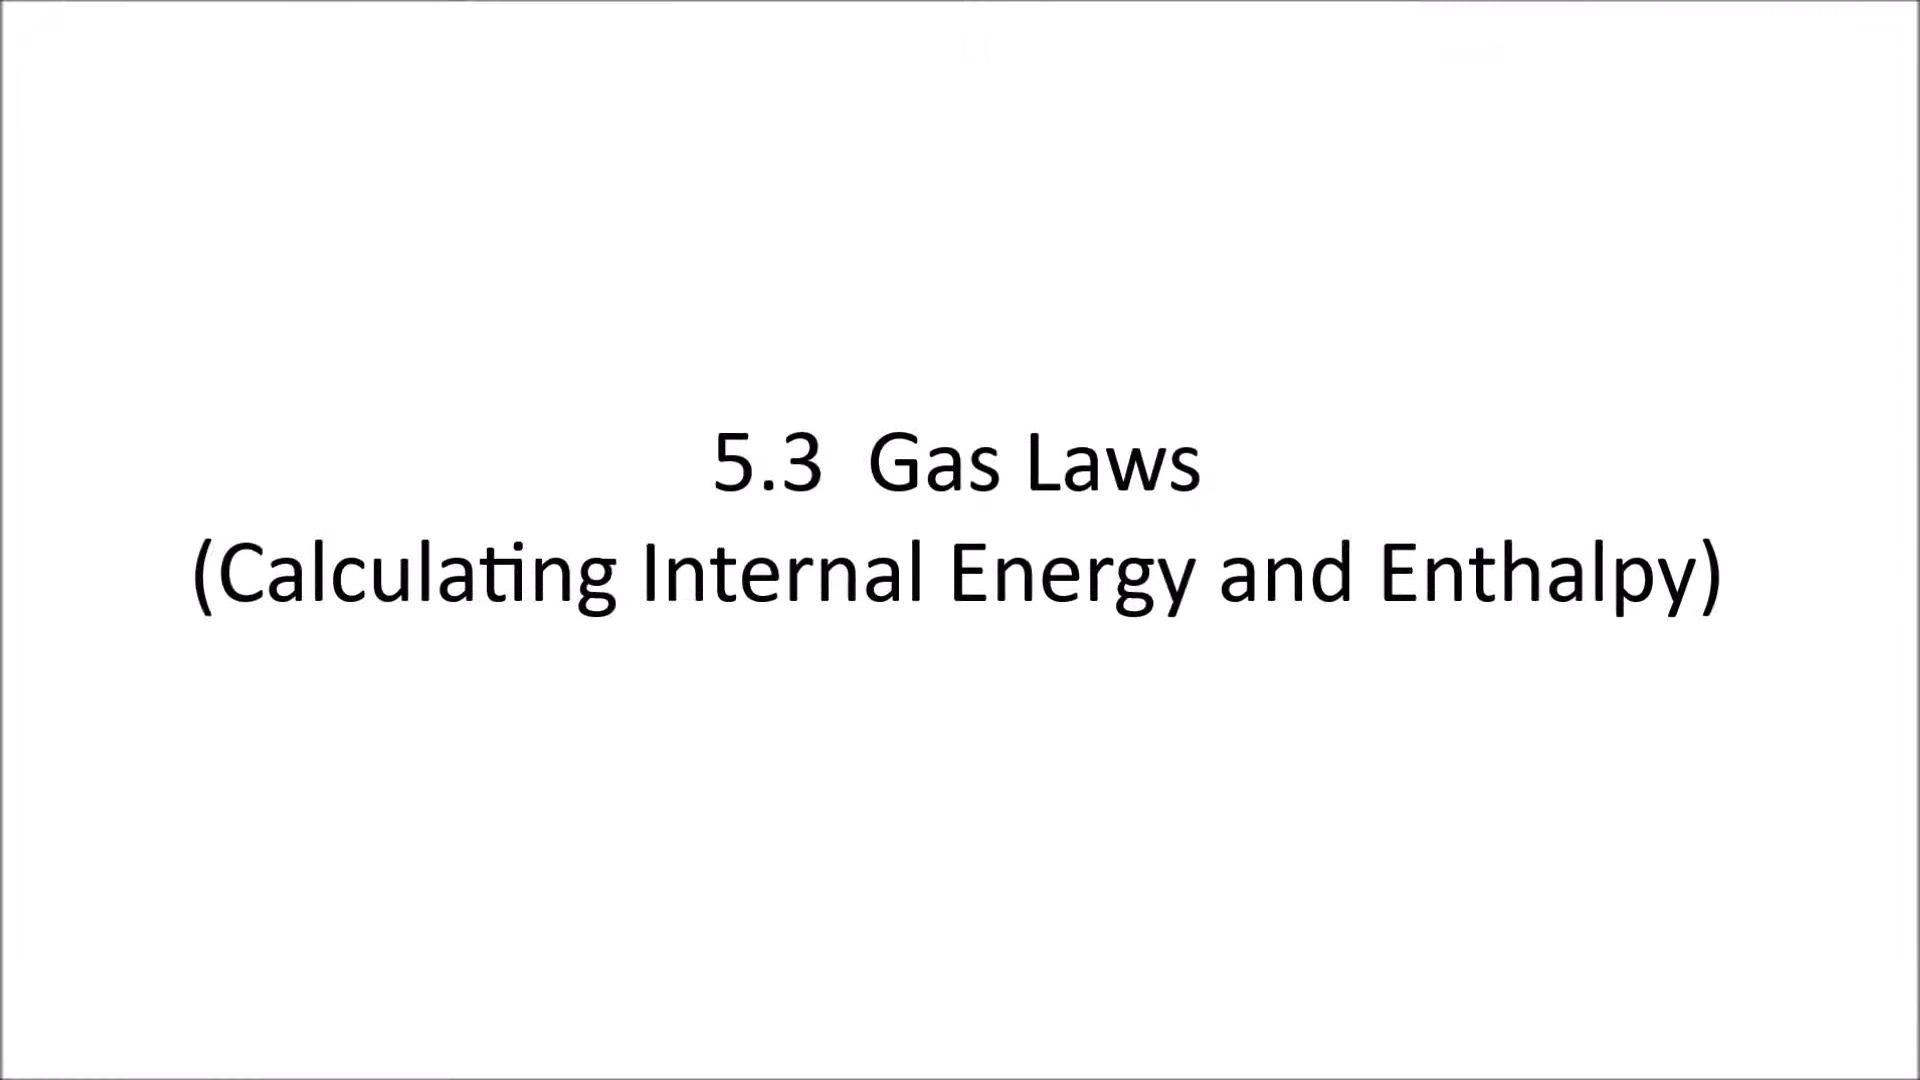 5.3  Gas Laws
(Calculating Internal Energy and Enthalpy)